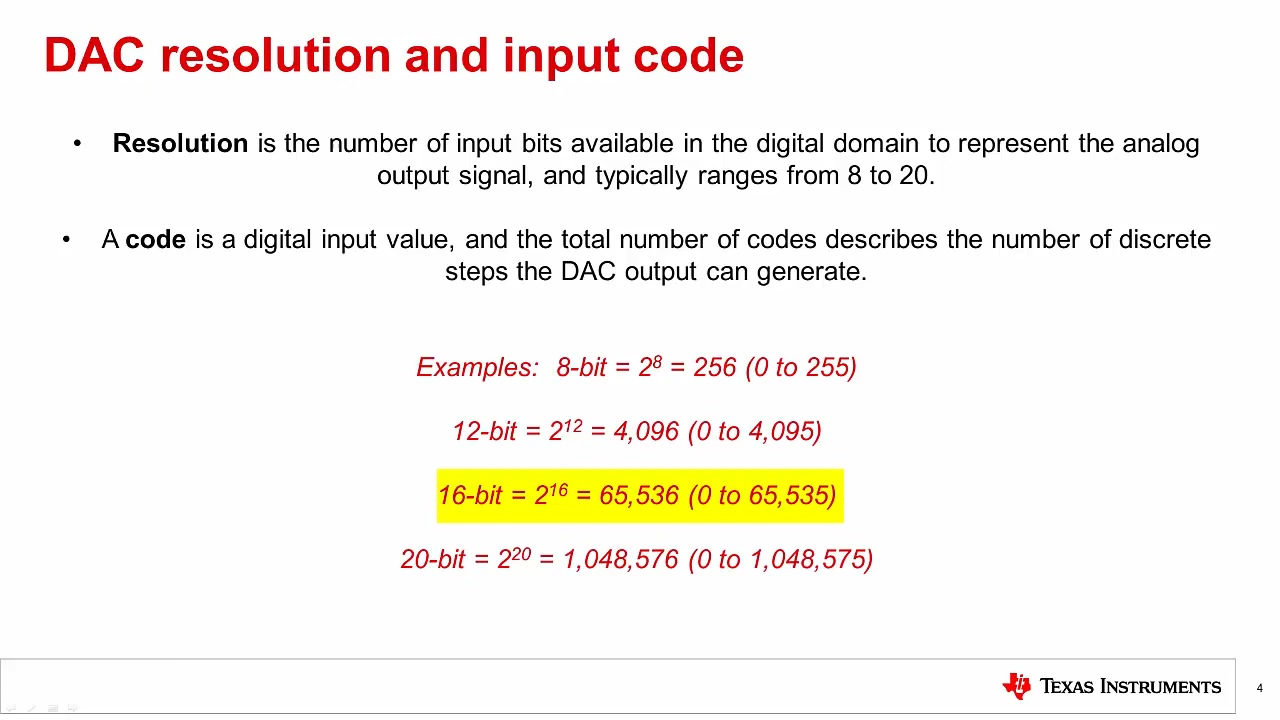 DAC resolution and input code
• Resolution is the number of input bits available in the digital domain to represent the analog
output signal, and typically ranges from 8 to 20.
• A code is a digital input value, and the total number of codes describes the number of discrete
steps the DAC output can generate.
Examples: 8-bit = 2⁸ = 256 (0 to 255)
12-bit = 2¹² = 4,096 (0 to 4,095)
16-bit = 2¹⁶ = 65,536 (0 to 65,535)
20-bit = 2²⁰ = 1,048,576 (0 to 1,048,575)
TEXAS INSTRUMENTS
4